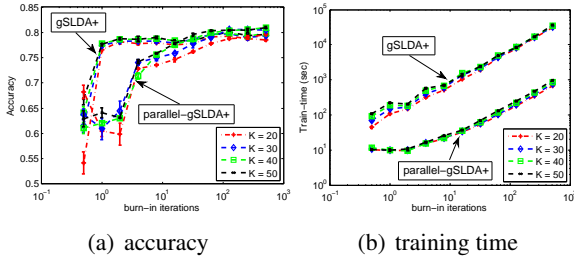 0.85
0.8
0.75
0.7
0.65
0.6
0.55
0.5
Accuracy
10^-1
10^0
10^1
10^2
10^3
burn-in iterations
gSLDA+
parallel-gSLDA+
K = 20
K = 30
K = 40
K = 50
(a) accuracy
10^5
10^4
10^3
10^2
10^1
10^0
Train-time (sec)
10^-1
10^0
10^1
10^2
10^3
burn-in iterations
gSLDA+
parallel-gSLDA+
K = 20
K = 30
K = 40
K = 50
(b) training time